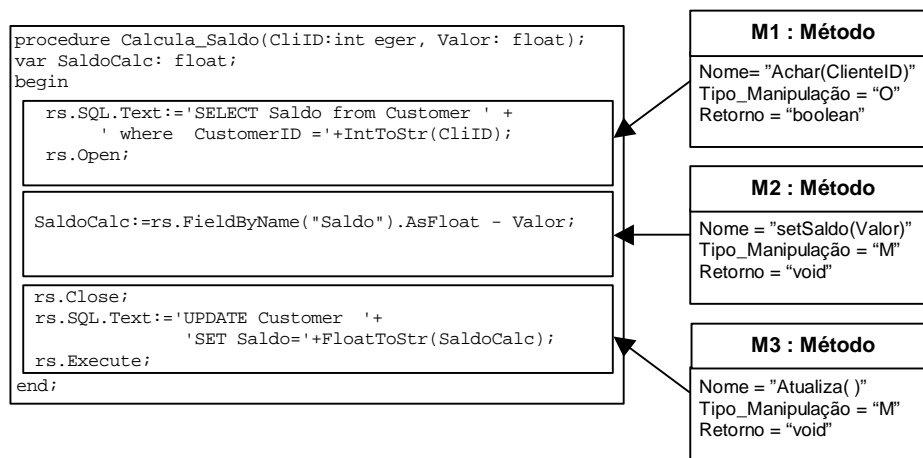 procedure Calcula_Saldo(CliID:int eger, Valor: float);
var SaldoCalc: float;
begin
rs.SQL.Text:='SELECT Saldo from Customer ' +
' where  CustomerID ='+IntToStr(CliID);
rs.Open;
SaldoCalc:=rs.FieldByName("Saldo").AsFloat - Valor;
rs.Close;
rs.SQL.Text:='UPDATE Customer  '+
'SET Saldo='+FloatToStr(SaldoCalc);
rs.Execute;
end;
M1 : Método
Nome= "Achar(ClienteID)"
Tipo_Manipulação = “O”
Retorno = “boolean”
M2 : Método
Nome = ”setSaldo(Valor)”
Tipo_Manipulação = “M”
Retorno = “void”
M3 : Método
Nome = ”Atualiza( )”
Tipo_Manipulação = “M”
Retorno = “void”